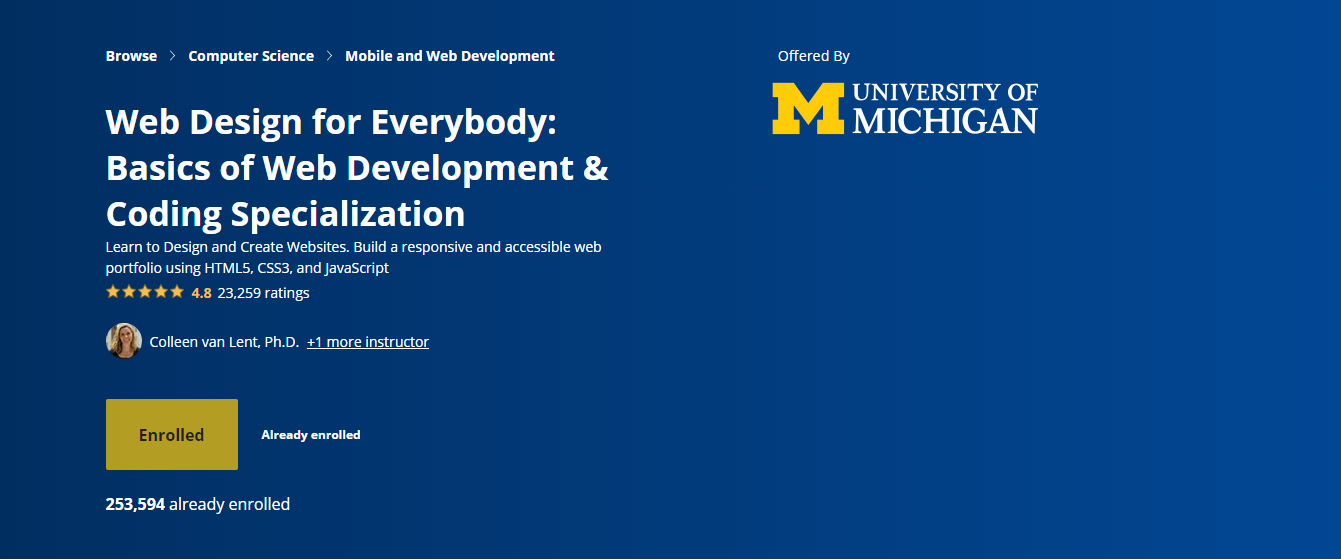 Browse > Computer Science > Mobile and Web Development
Offered By
UNIVERSITY OF
MICHIGAN
Web Design for Everybody:
Basics of Web Development &
Coding Specialization
Learn to Design and Create Websites. Build a responsive and accessible web
portfolio using HTML5, CSS3, and JavaScript
4.8 23,259 ratings
Colleen van Lent, Ph.D. +1 more instructor
Enrolled Already enrolled
253,594 already enrolled